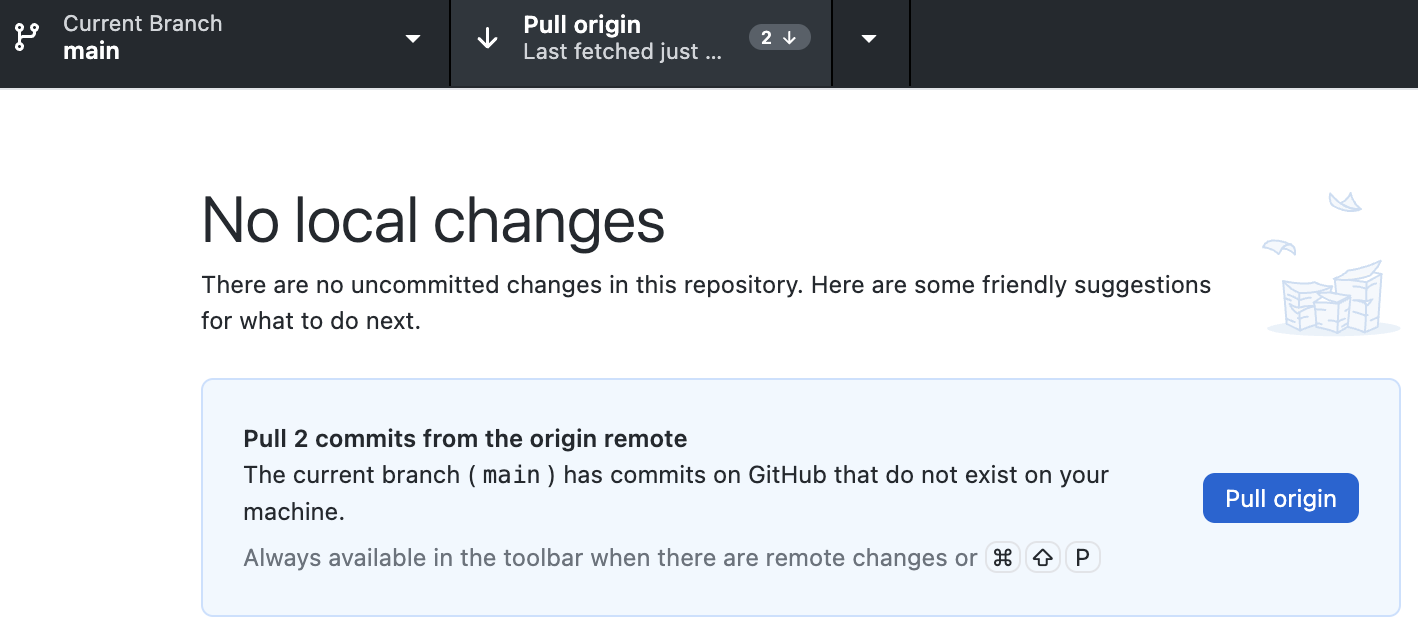 Current Branch
main
Pull origin
Last fetched just ...
2
No local changes
There are no uncommitted changes in this repository. Here are some friendly suggestions
for what to do next.
Pull 2 commits from the origin remote
The current branch ( main ) has commits on GitHub that do not exist on your
machine.
Pull origin
Always available in the toolbar when there are remote changes or ⌘ ⇧ P